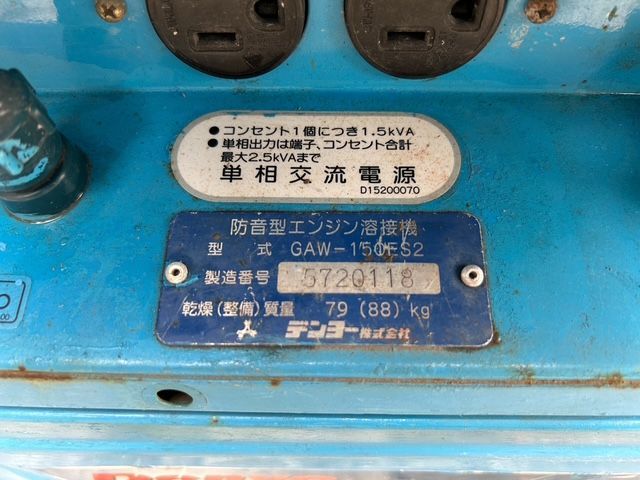 ● コンセント1個につき1.5kVA
● 単相出力は端子、コンセント合計
最大2.5kVAまで
単相交流電源
D15200070
防音型エンジン溶接機
型式 GAW-150ES2
製造番号 5720118
乾燥(整備)質量 79(88)kg
デンヨー株式会社